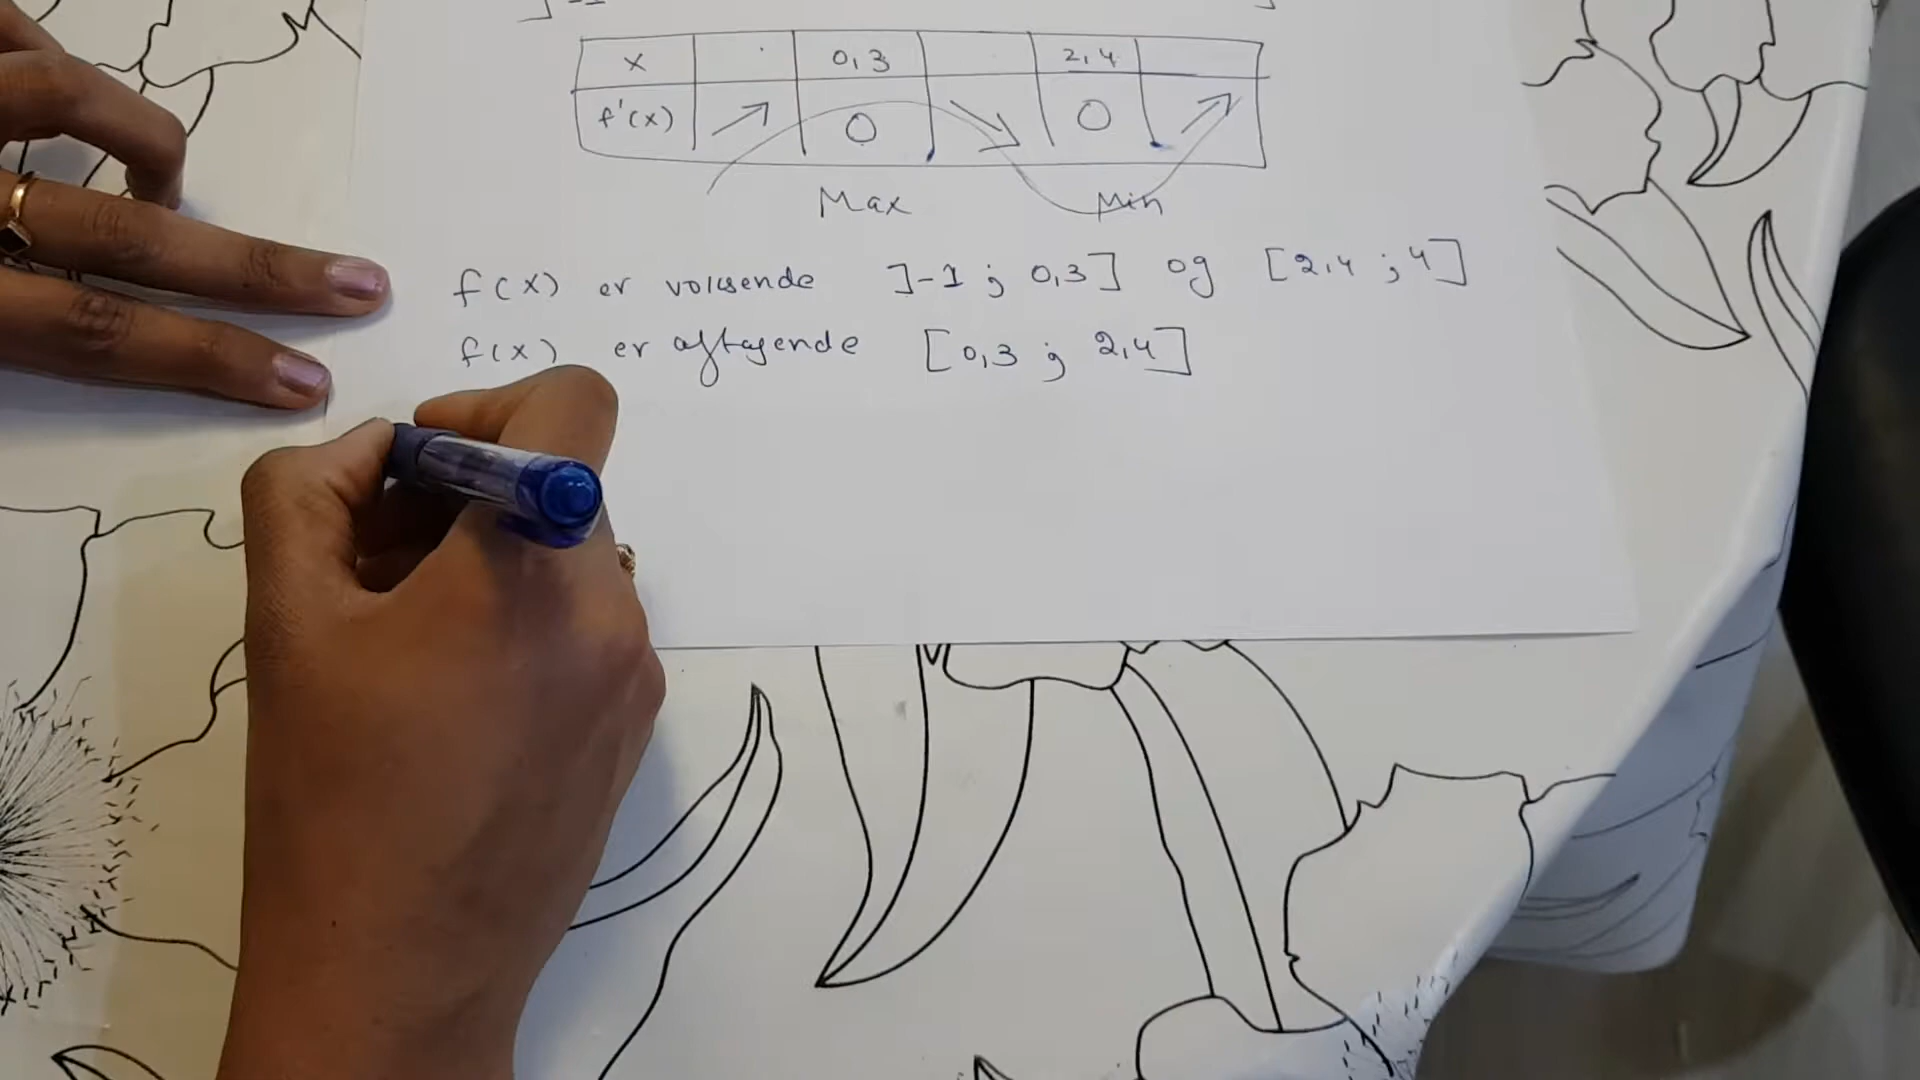 x 0,3 2,4
f'(x) ↗ 0 ↘ 0 ↗
Max Min
f(x) er voksende ]-1 ; 0,3] og [2,4 ; 4]
f(x) er aftagende [0,3 ; 2,4]